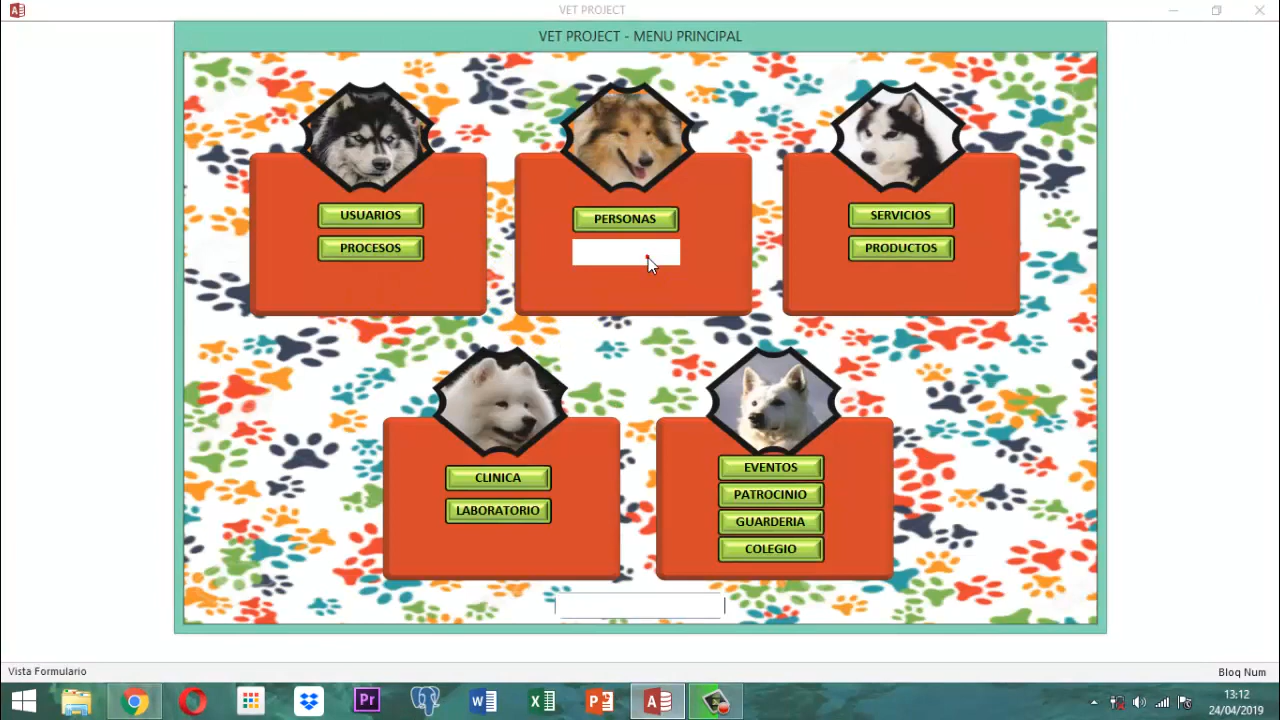 VET PROJECT
VET PROJECT - MENU PRINCIPAL
USUARIOS
PROCESOS
PERSONAS
SERVICIOS
PRODUCTOS
CLINICA
LABORATORIO
EVENTOS
PATROCINIO
GUARDERIA
COLEGIO
Vista Formulario
Bloq Num
Pr
13:12
24/04/2019